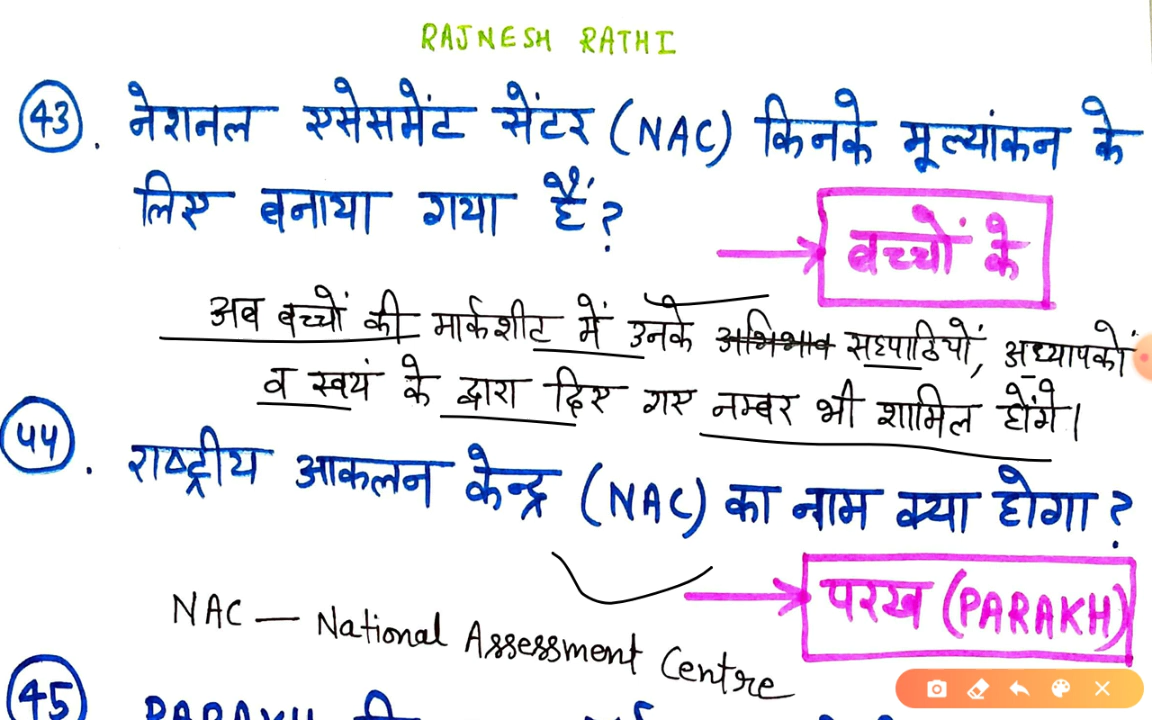 RAJNESH RATHI
43. नेशनल एसेसमेंट सेंटर (NAC) किनके मूल्यांकन के
लिए बनाया गया है?
→ बच्चों के
अब बच्चों की मार्कशीट में उनके अभिभाव सहपाठियों, अध्यापकों
व स्वयं के द्वारा दिए गए नम्बर भी शामिल होंगे।
44. राष्ट्रीय आकलन केन्द्र (NAC) का नाम क्या होगा?
→ परख (PARAKH)
NAC — National Assessment Centre
45 PARAKH